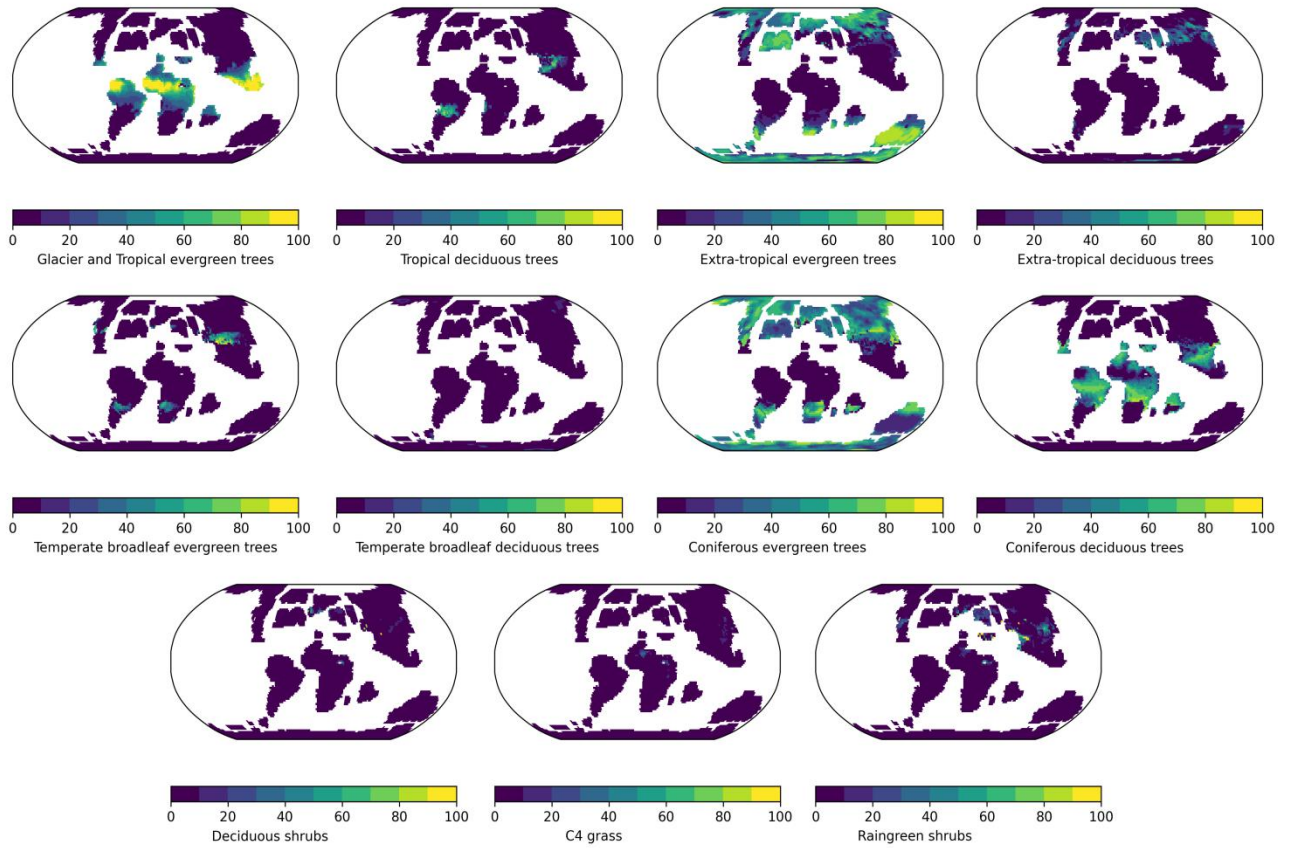 0 20 40 60 80 100 0 20 40 60 80 100 0 20 40 60 80 100 0 20 40 60 80 100
Glacier and Tropical evergreen trees Tropical deciduous trees Extra-tropical evergreen trees Extra-tropical deciduous trees
0 20 40 60 80 100 0 20 40 60 80 100 0 20 40 60 80 100 0 20 40 60 80 100
Temperate broadleaf evergreen trees Temperate broadleaf deciduous trees Coniferous evergreen trees Coniferous deciduous trees
0 20 40 60 80 100 0 20 40 60 80 100 0 20 40 60 80 100
Deciduous shrubs C4 grass Raingreen shrubs